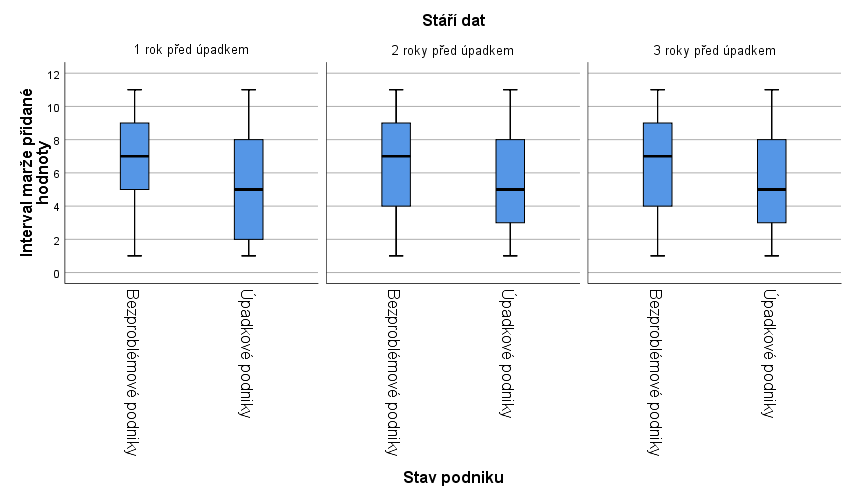 Stáří dat
1 rok před úpadkem
2 roky před úpadkem
3 roky před úpadkem
Interval marže přidané
hodnoty
12
10
8
6
4
2
0
Bezproblémové podniky
Úpadkové podniky
Bezproblémové podniky
Úpadkové podniky
Bezproblémové podniky
Úpadkové podniky
Stav podniku